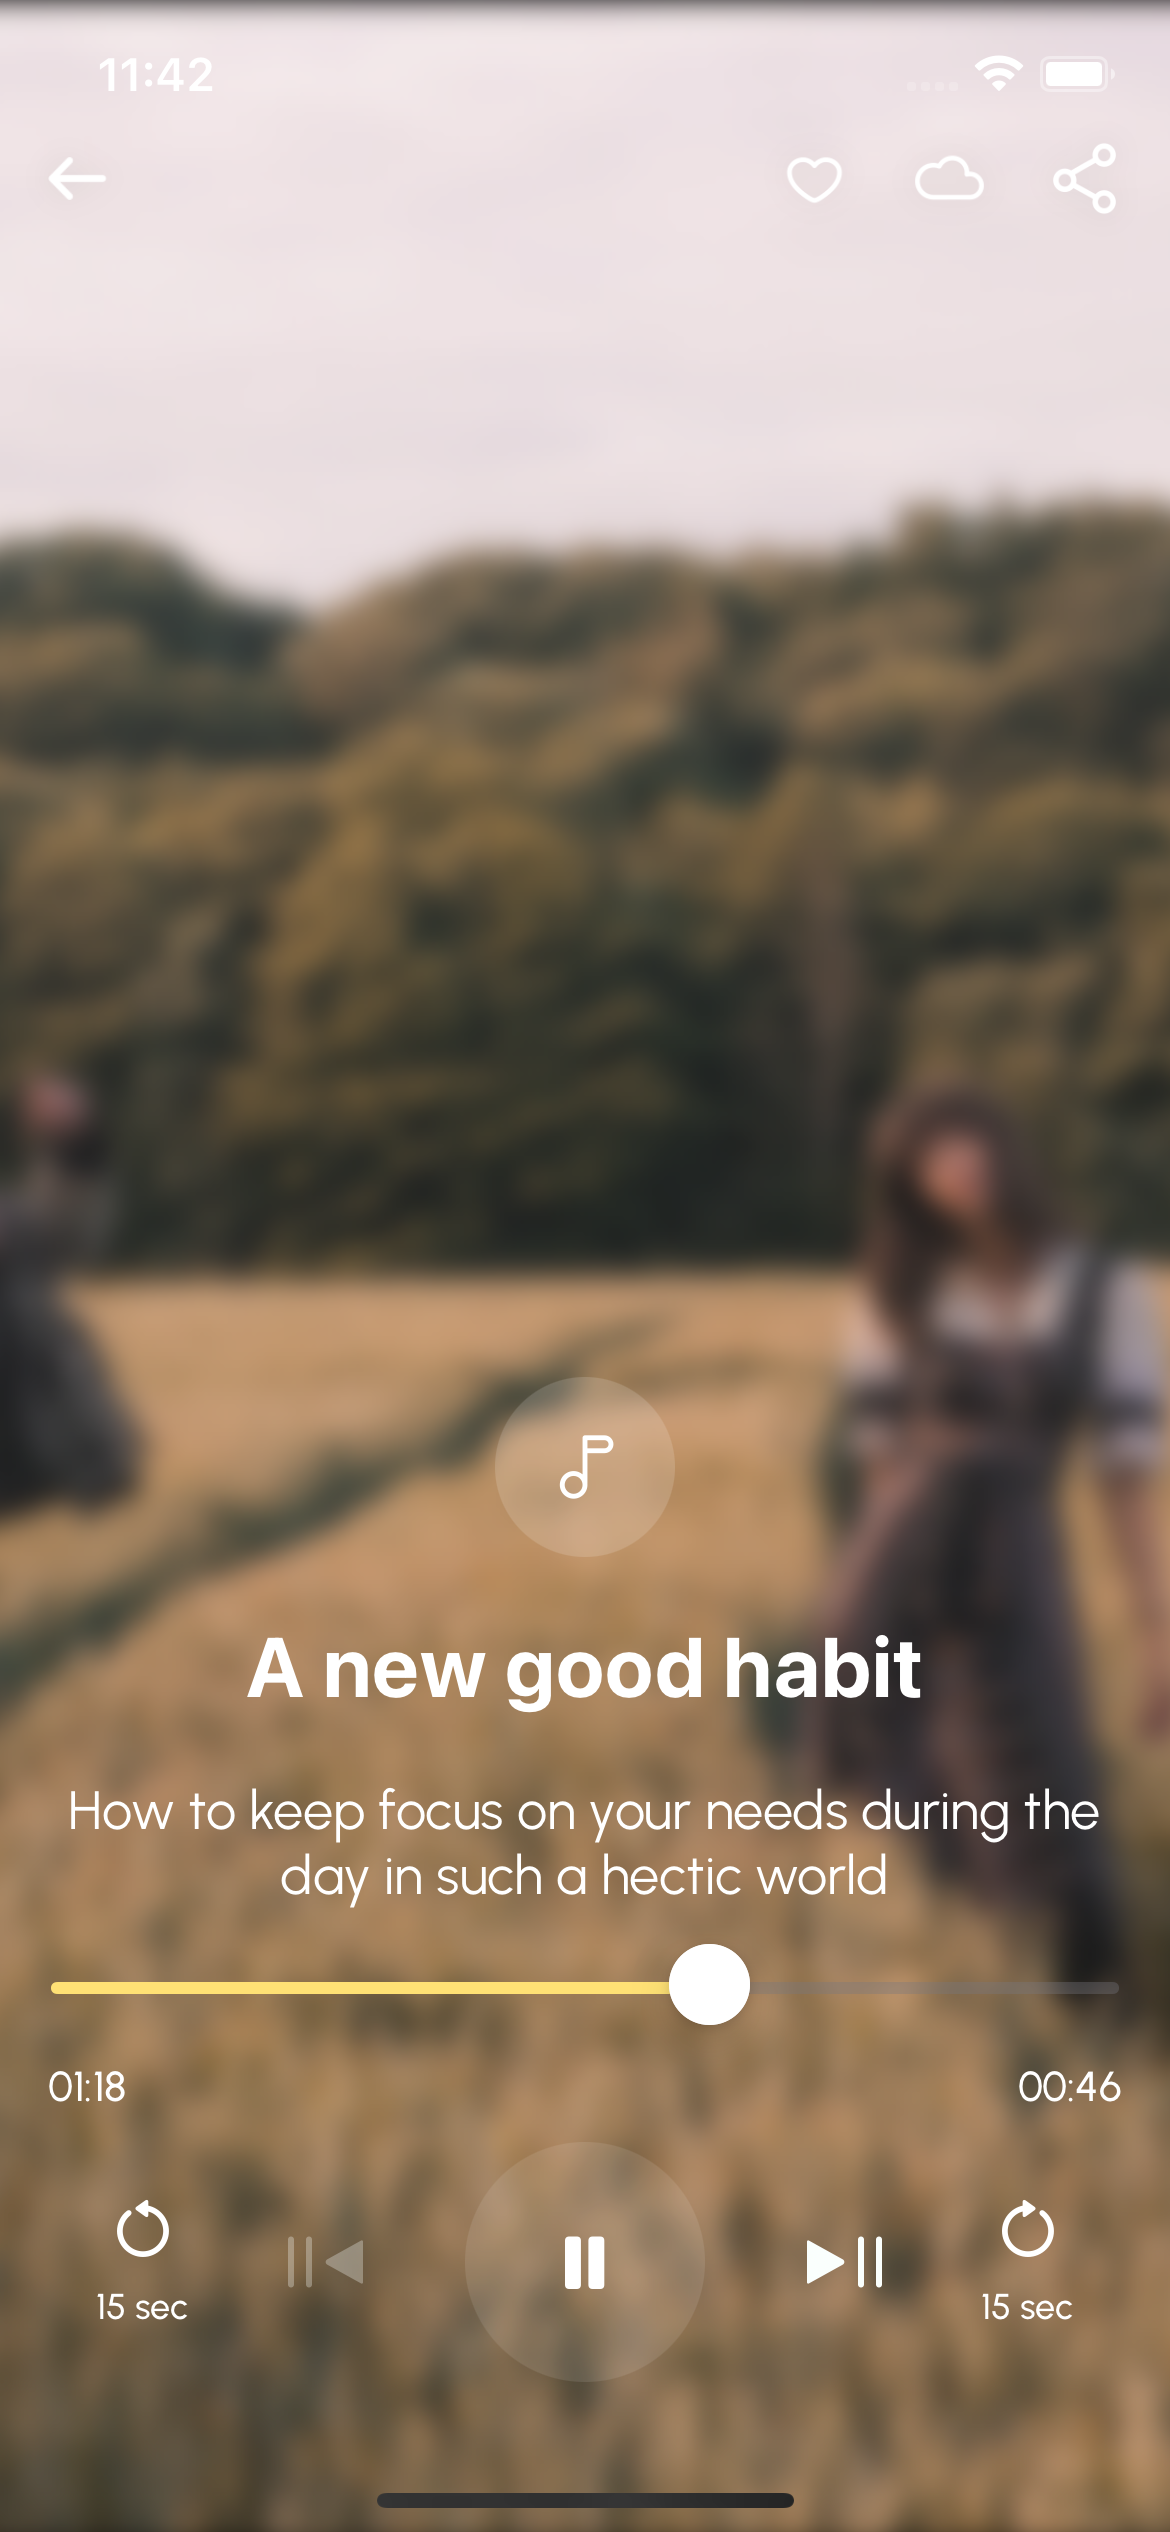 11:42
A new good habit
How to keep focus on your needs during the
day in such a hectic world
01:18
00:46
15 sec
15 sec